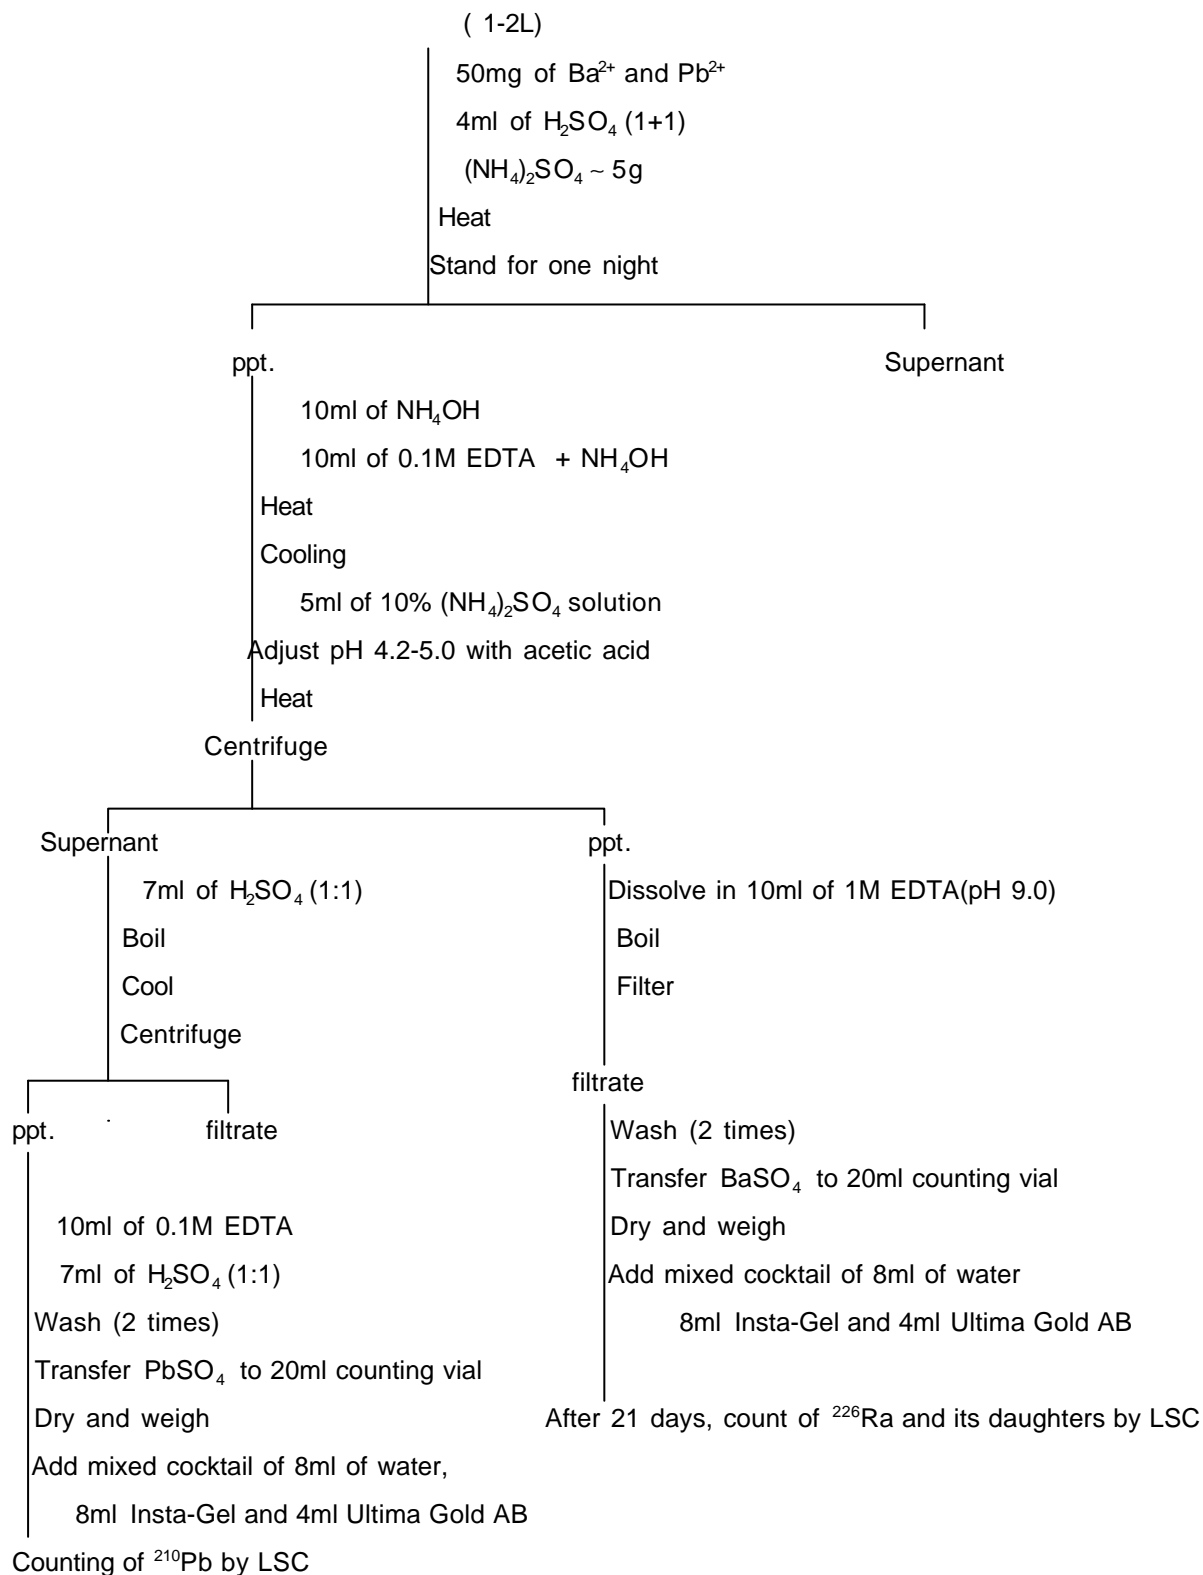 ( 1-2L)
50mg of Ba²⁺ and Pb²⁺
4ml of H₂SO₄ (1+1)
(NH₄)₂SO₄ ~ 5g
Heat
Stand for one night
ppt.
Supernant
10ml of NH₄OH
10ml of 0.1M EDTA + NH₄OH
Heat
Cooling
5ml of 10% (NH₄)₂SO₄ solution
Adjust pH 4.2-5.0 with acetic acid
Heat
Centrifuge
Supernant
7ml of H₂SO₄ (1:1)
Boil
Cool
Centrifuge
ppt.
filtrate
10ml of 0.1M EDTA
7ml of H₂SO₄ (1:1)
Wash (2 times)
Transfer PbSO₄ to 20ml counting vial
Dry and weigh
Add mixed cocktail of 8ml of water,
8ml Insta-Gel and 4ml Ultima Gold AB
Counting of ²¹⁰Pb by LSC
ppt.
Dissolve in 10ml of 1M EDTA(pH 9.0)
Boil
Filter
filtrate
Wash (2 times)
Transfer BaSO₄ to 20ml counting vial
Dry and weigh
Add mixed cocktail of 8ml of water
8ml Insta-Gel and 4ml Ultima Gold AB
After 21 days, count of ²²⁶Ra and its daughters by LSC